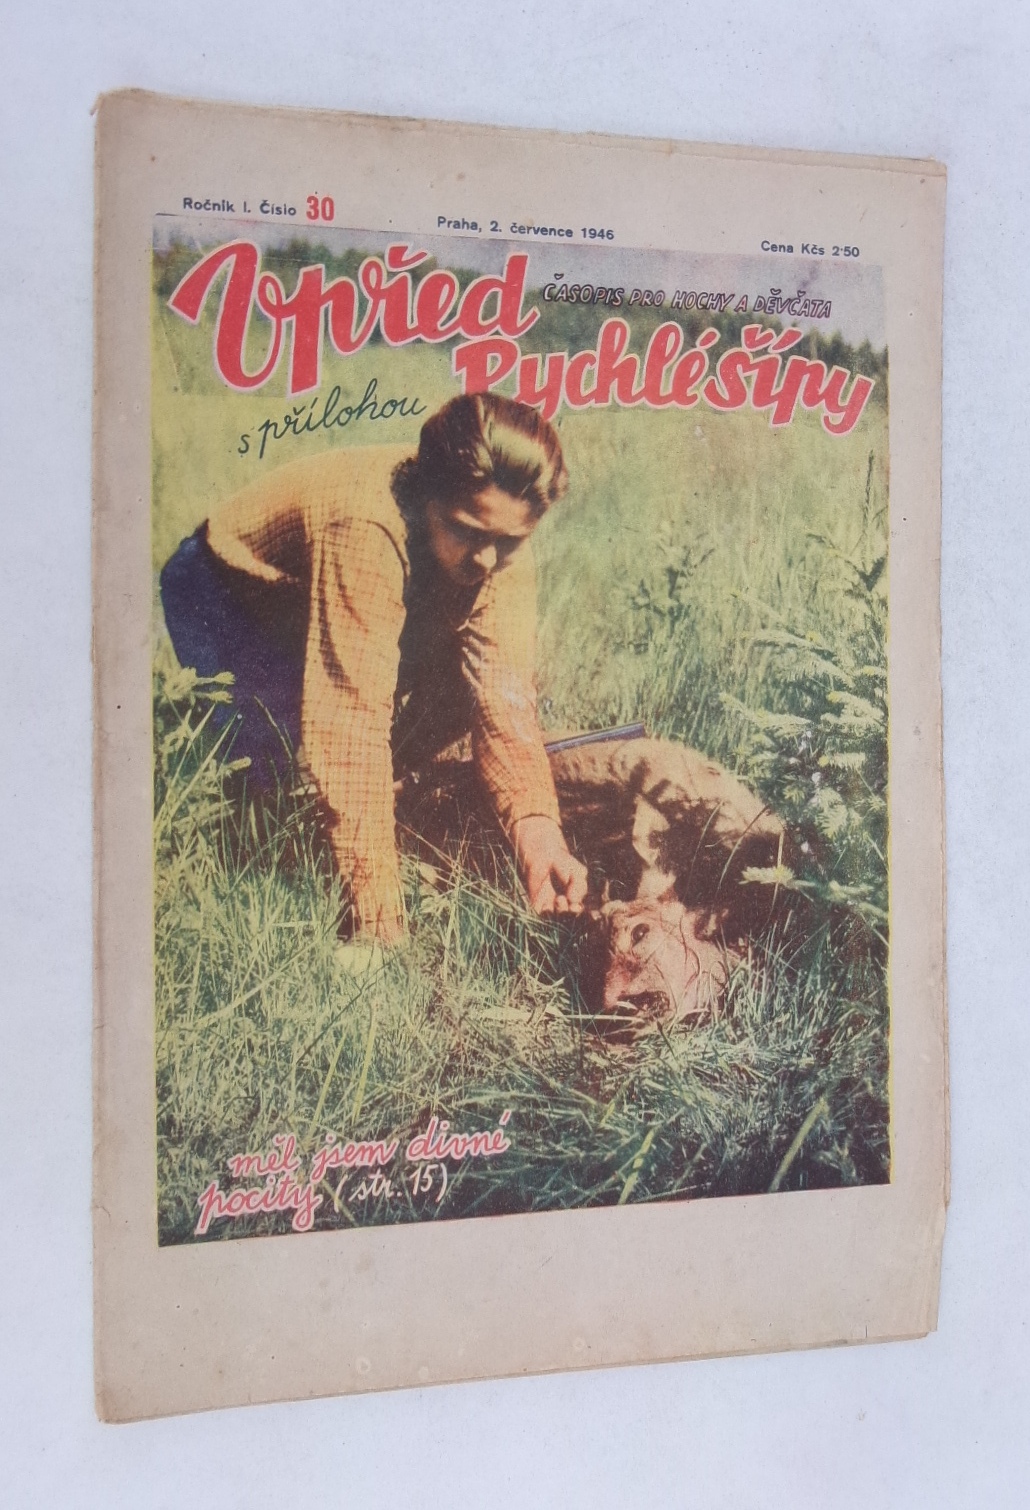 Ročník I. Číslo 30
Praha, 2. července 1946
Cena Kčs 2·50
Vpřed
ČASOPIS PRO HOCHY A DĚVČATA
s přílohou
Rychlé šípy
měl jsem divné
pocity (str. 15)